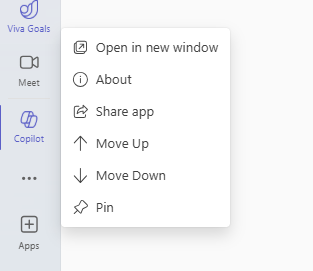 Viva Goals
Meet
Copilot
Apps
Open in new window
About
Share app
Move Up
Move Down
Pin